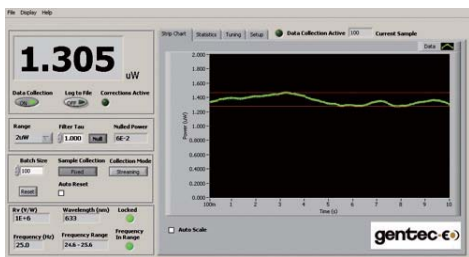 File Display Help
1.305 uW
Data Collection Log to File Corrections Active
ON OFF
Range Filter Tau Nulled Power
2uW 1.000 Null 6E-2
Batch Size Sample Collection Collection Mode
100 Fixed Streaming
Auto Reset
Reset
Rv (V/W) Wavelength (nm) Locked
1E+6 633
Frequency (Hz) Frequency Range Frequency In Range
25.0 24.6 - 25.6
Strip Chart Statistics Tuning Setup Data Collection Active 100 Current Sample
Data
2.000
1.800
1.600
1.400
1.200
1.000
0.8000
0.6000
0.4000
0.2000
0.000
Power (uW)
100m 1 2 3 4 5 6 7 8 9 10
Time (s)
Auto Scale
gentec-eo